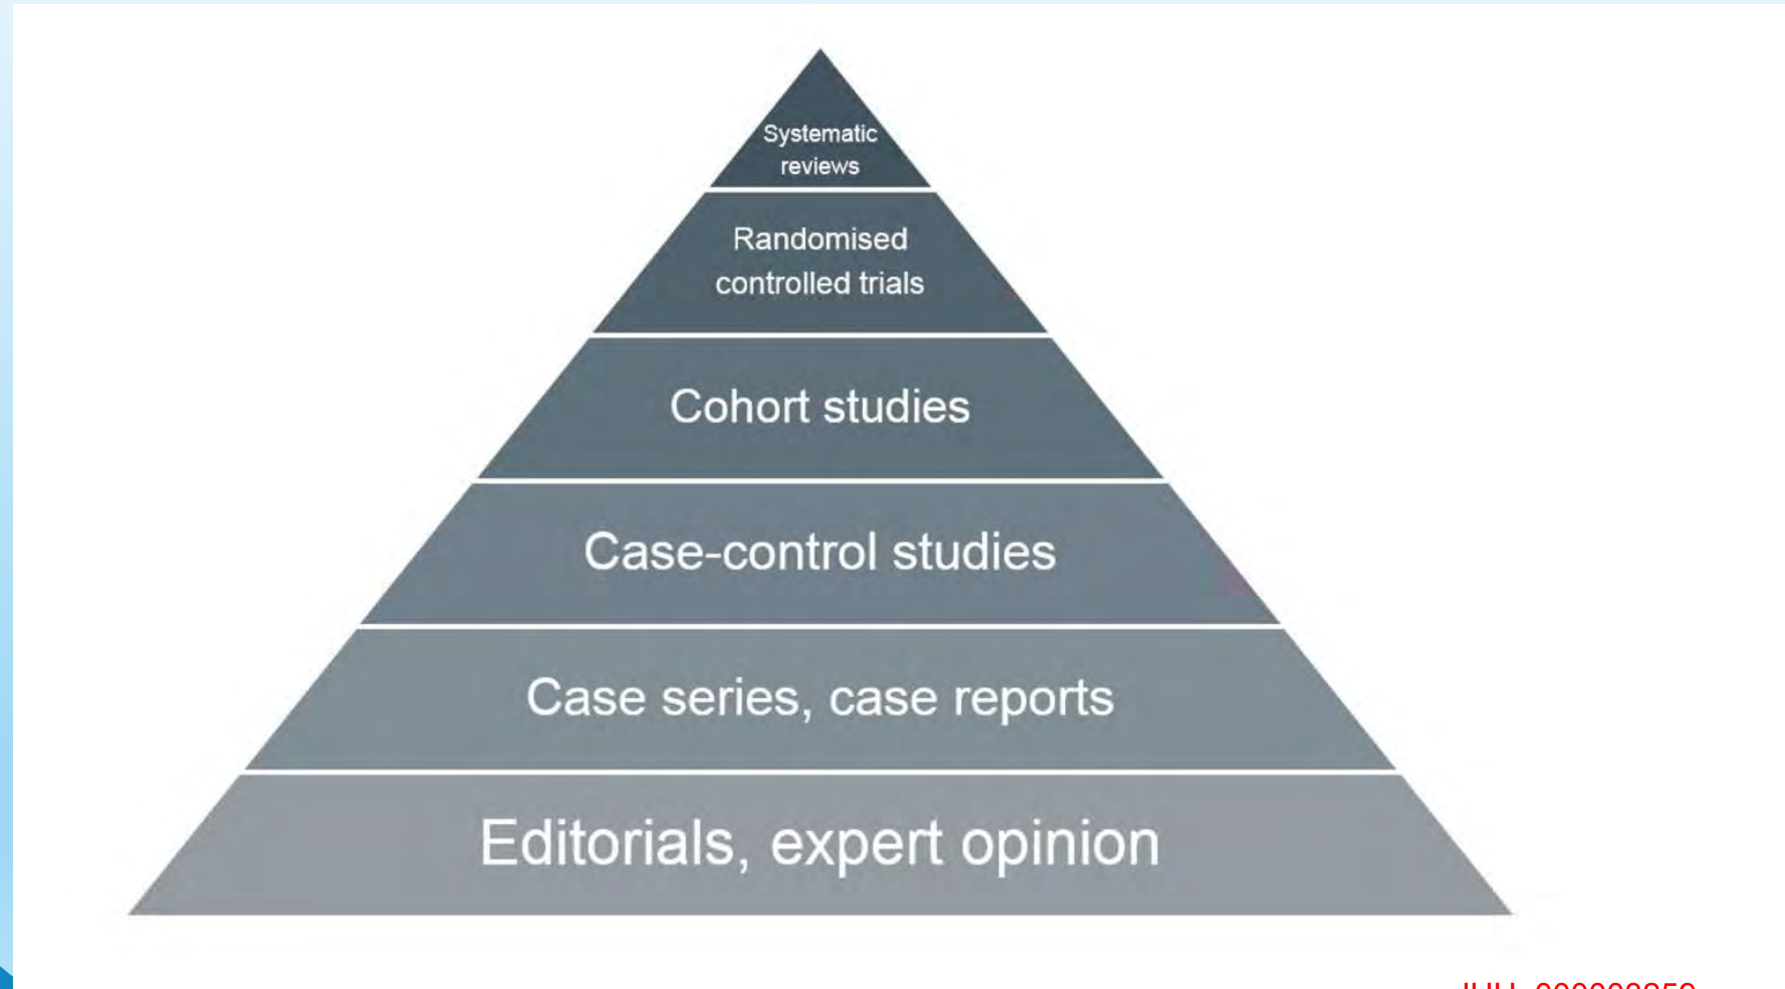 Systematic
reviews
Randomised
controlled trials
Cohort studies
Case-control studies
Case series, case reports
Editorials, expert opinion